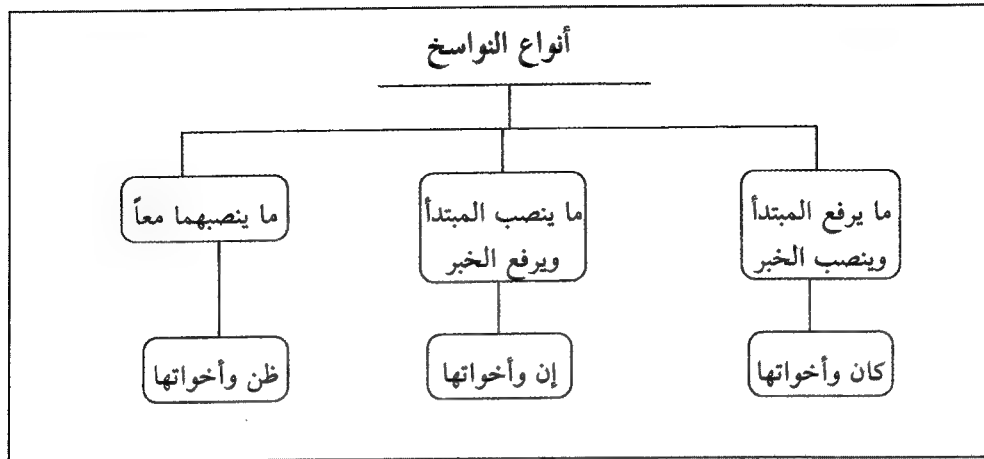 أنواع النواسخ
ما يرفع المبتدأ
وينصب الخبر
ما ينصب المبتدأ
ويرفع الخبر
ما ينصبهما معاً
كان وأخواتها
إن وأخواتها
ظن وأخواتها